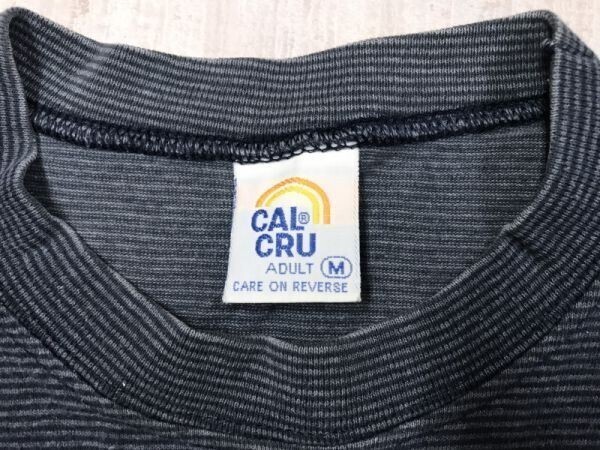 CAL®
CRU
ADULT M
CARE ON REVERSE